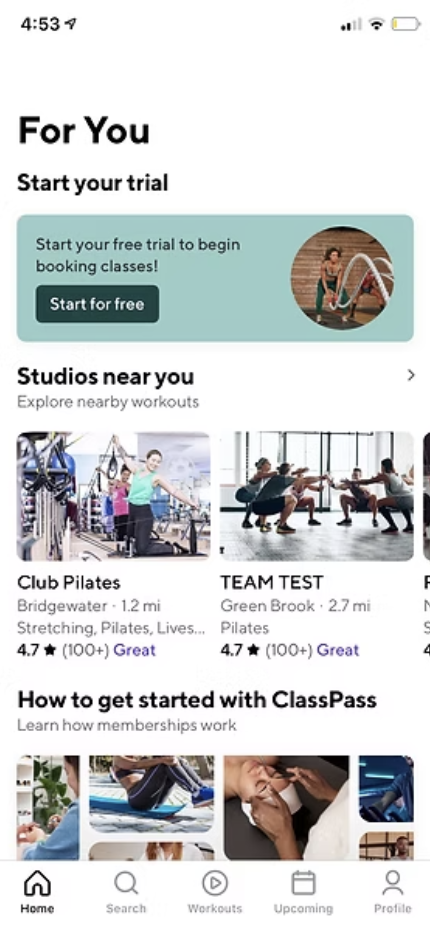 4:53
For You
Start your trial
Start your free trial to begin
booking classes!
Start for free
Studios near you
Explore nearby workouts
Club Pilates
Bridgewater · 1.2 mi
Stretching, Pilates, Lives...
4.7 ★ (100+) Great
TEAM TEST
Green Brook · 2.7 mi
Pilates
4.7 ★ (100+) Great
How to get started with ClassPass
Learn how memberships work
Home
Search
Workouts
Upcoming
Profile